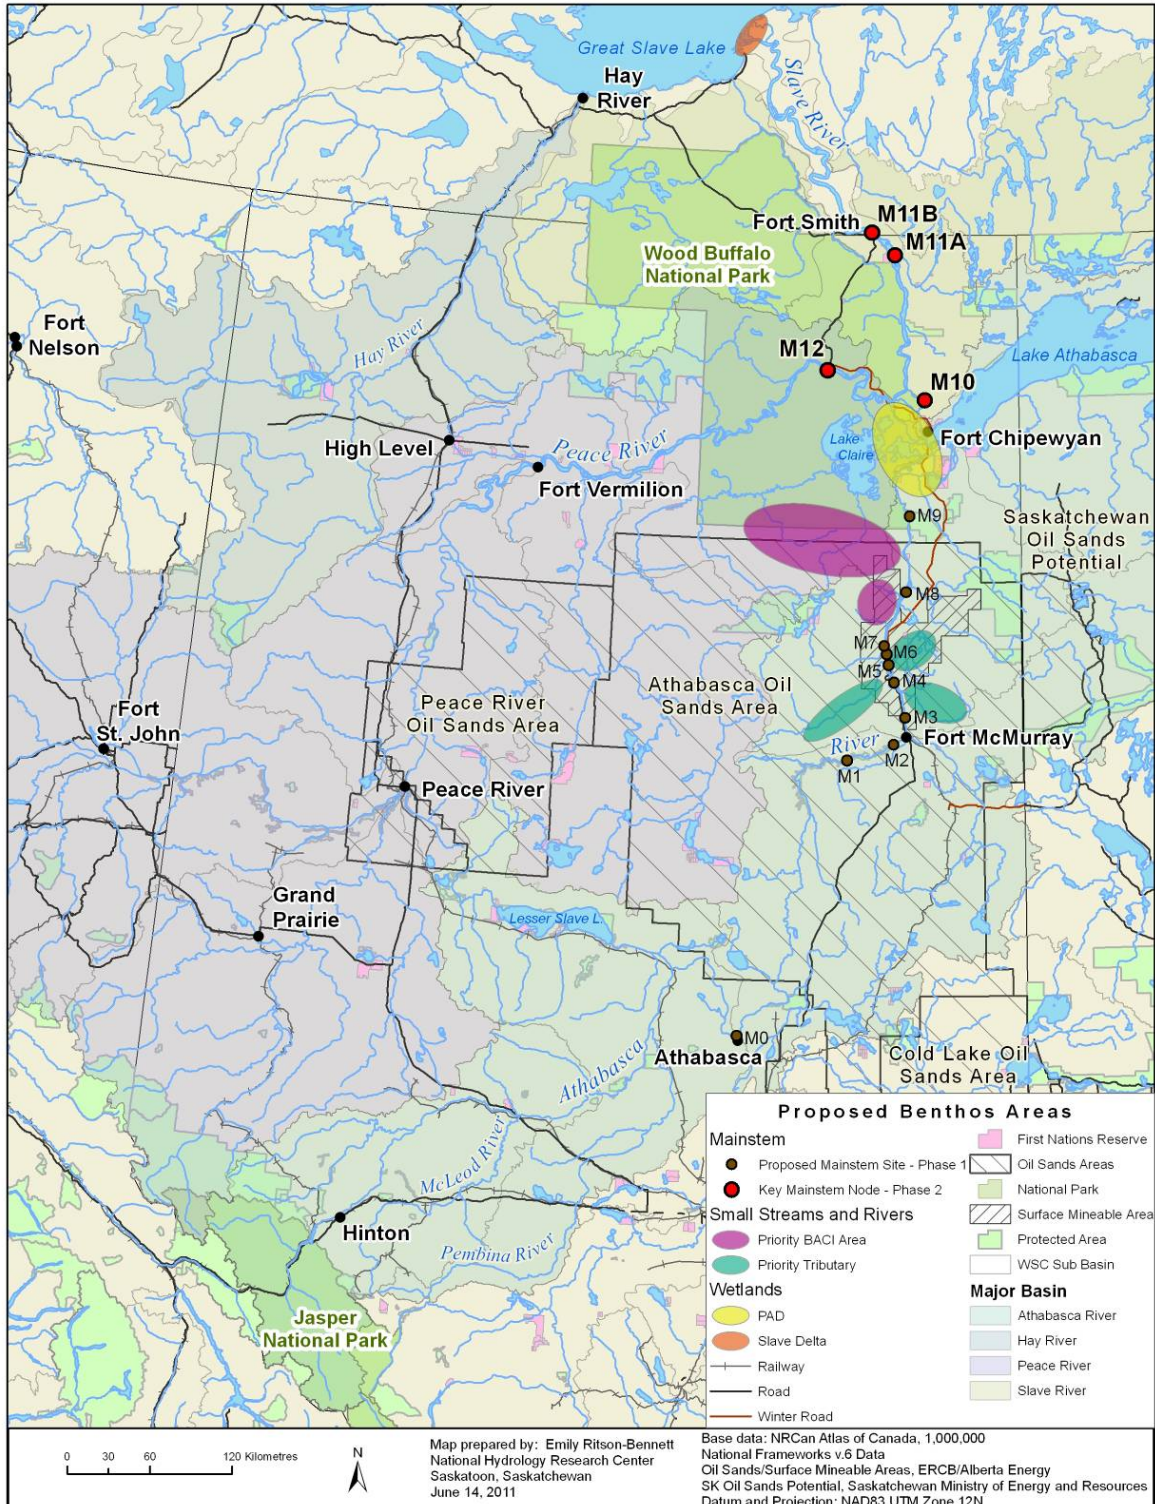 Great Slave Lake
Hay
River
Slave River
M11B
Fort Smith
M11A
Wood Buffalo
National Park
Fort
Nelson
Hay River
Lake Athabasca
M12
M10
High Level
Peace River
Lake
Claire
Fort Chipewyan
Fort Vermilion
M9
Saskatchewan
Oil Sands
Potential
M8
M7
M6
M5
M4
Peace River
Oil Sands Area
Athabasca Oil
Sands Area
Fort
St. John
M3
River
Fort McMurray
M2
M1
Peace River
Grand
Prairie
Lesser Slave L.
M0
Athabasca
Athabasca
Cold Lake Oil
Sands Area
McLeod River
Hinton
Pembina River
Jasper
National Park
Proposed Benthos Areas
Mainstem
Proposed Mainstem Site - Phase 1
Key Mainstem Node - Phase 2
Small Streams and Rivers
Priority BACI Area
Priority Tributary
Wetlands
PAD
Slave Delta
Railway
Road
Winter Road
First Nations Reserve
Oil Sands Areas
National Park
Surface Mineable Area
Protected Area
WSC Sub Basin
Major Basin
Athabasca River
Hay River
Peace River
Slave River
0 30 60 120 Kilometres
N
Map prepared by: Emily Ritson-Bennett
National Hydrology Research Center
Saskatoon, Saskatchewan
June 14, 2011
Base data: NRCan Atlas of Canada, 1,000,000
National Frameworks v.6 Data
Oil Sands/Surface Mineable Areas, ERCB/Alberta Energy
SK Oil Sands Potential, Saskatchewan Ministry of Energy and Resources
Datum and Projection: NAD83 UTM Zone 12N